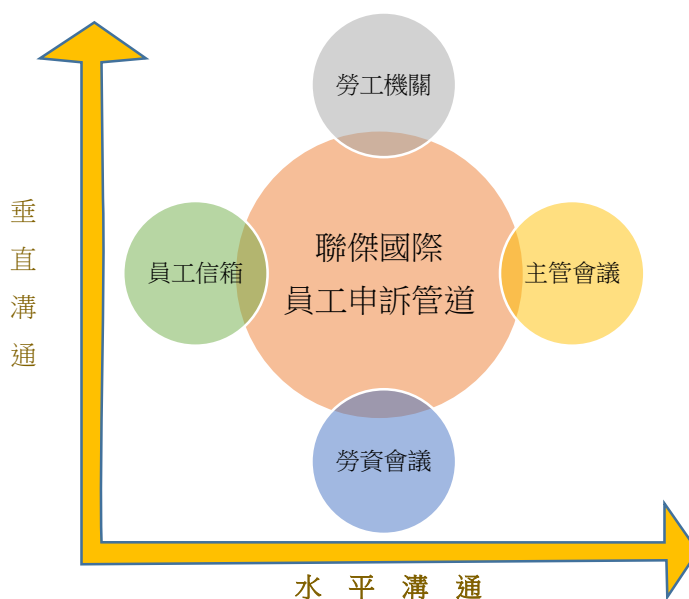 勞工機關
垂直溝通
員工信箱
聯傑國際
員工申訴管道
主管會議
勞資會議
水平溝通